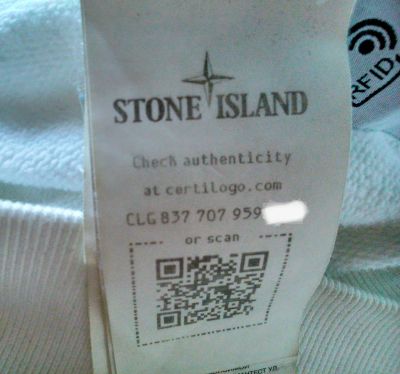 STONE ISLAND
Check authenticity
at certilogo.com
CLG 837 707 959
or scan
RFID